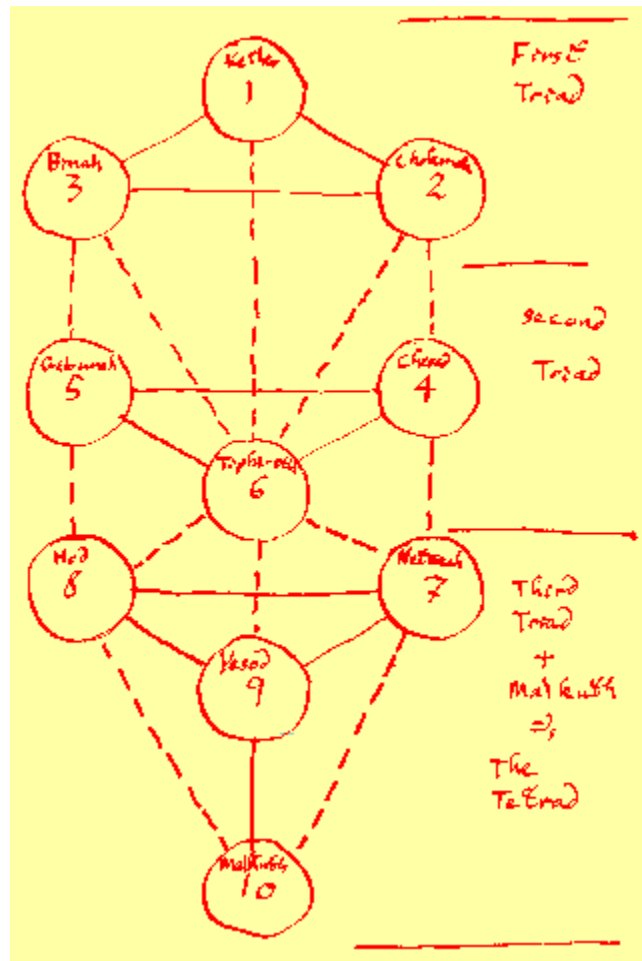 Kether
1
First
Triad
Binah
3
Chokmah
2
Second
Triad
Geburah
5
Chesed
4
Tiphereth
6
Hod
8
Netzach
7
Third
Triad
+
Malkuth
=,
The
Tetrad
Yesod
9
Malkuth
10